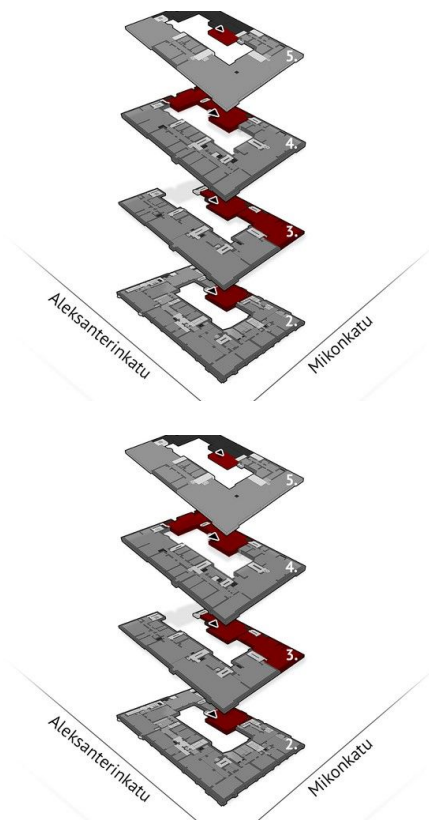 5.
4.
3.
2.
Aleksanterinkatu
Mikonkatu
5.
4.
3.
2.
Aleksanterinkatu
Mikonkatu